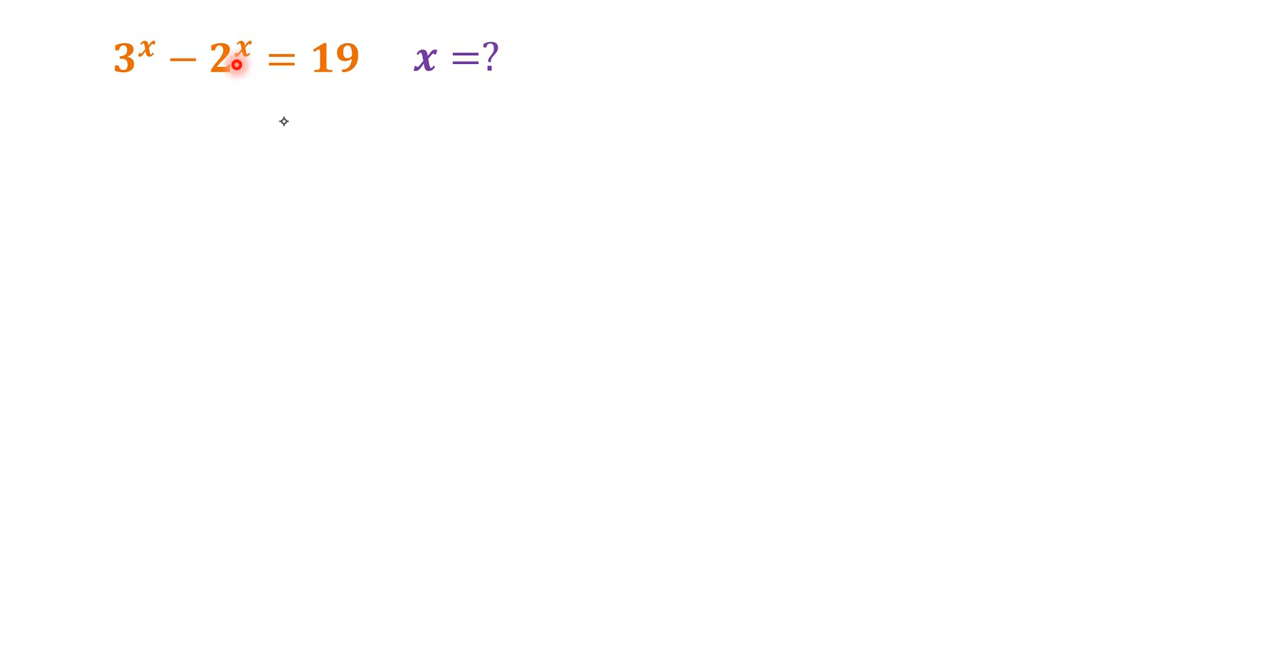 3^x − 2^x = 19 x =?